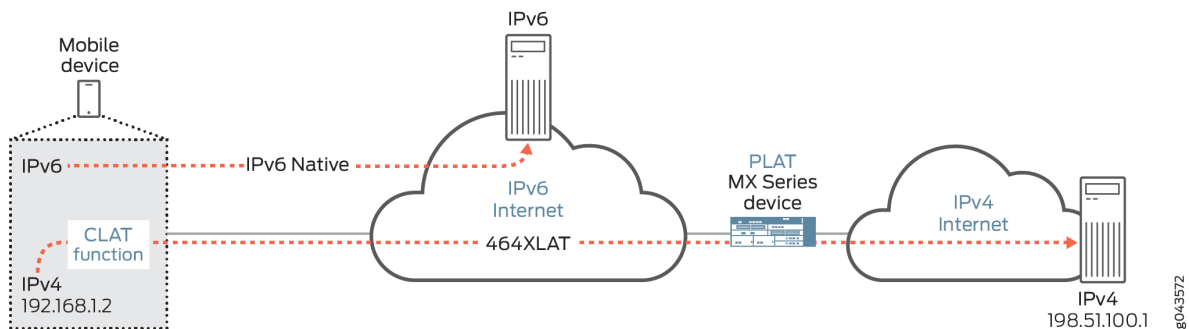 IPv6
Mobile
device
IPv6
IPv6 Native
IPv6
Internet
PLAT
MX Series
device
IPv4
Internet
CLAT
function
464XLAT
IPv4
192.168.1.2
IPv4
198.51.100.1
g043572